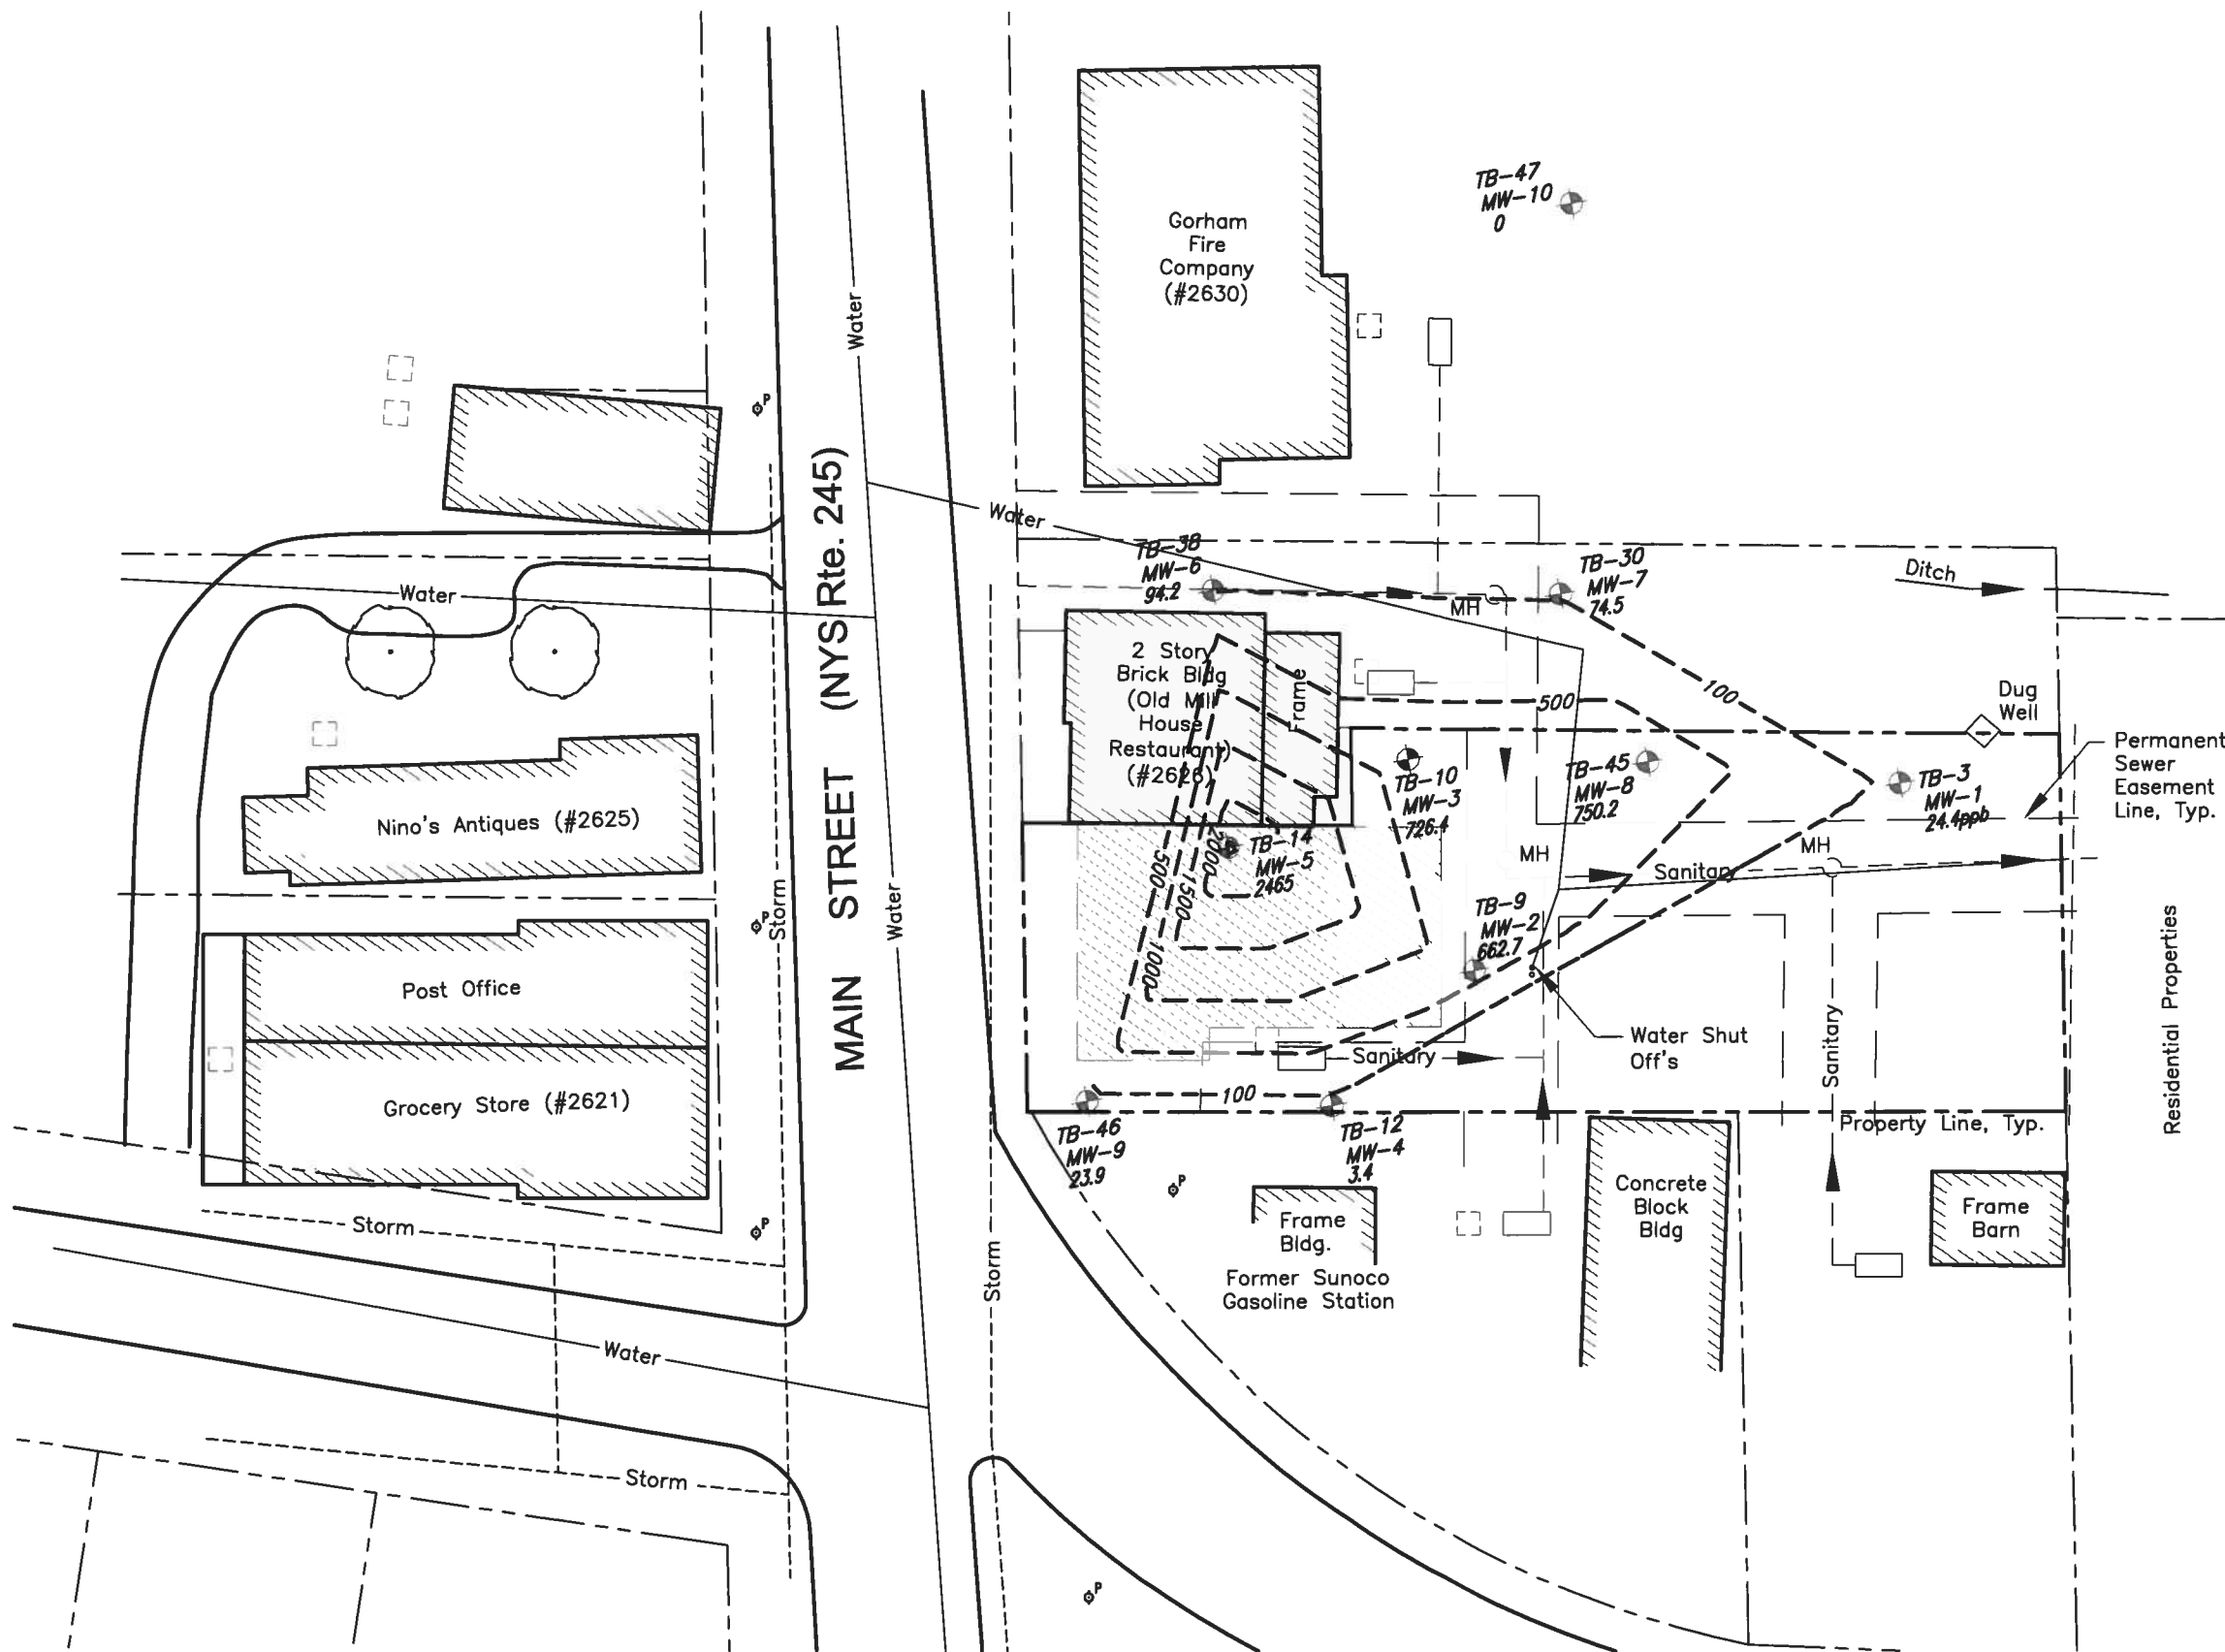 TB-47
MW-10
0
Gorham
Fire
Company
(#2630)
Water
P
MAIN STREET (NYS Rte. 245)
Water
TB-38
MW-6
94.2
MH
TB-30
MW-7
74.5
Ditch
Water
2 Story
Brick Bldg
(Old Mill
House
Restaurant)
(#2626)
Frame
500
100
Dug
Well
Permanent
Sewer
Easement
Line, Typ.
TB-10
MW-3
726.4
TB-45
MW-8
750.2
TB-3
MW-1
24.4ppb
Nino's Antiques (#2625)
2000
1500
1000
500
TB-14
MW-5
2465
MH
MH
Sanitary
P
Storm
Water
TB-9
MW-2
662.7
Post Office
Water Shut
Off's
Sanitary
Sanitary
Residential Properties
Grocery Store (#2621)
100
TB-46
MW-9
23.9
TB-12
MW-4
3.4
Property Line, Typ.
P
P
Storm
Storm
Frame
Bldg.
Former Sunoco
Gasoline Station
Concrete
Block
Bldg
Frame
Barn
Water
Storm
P